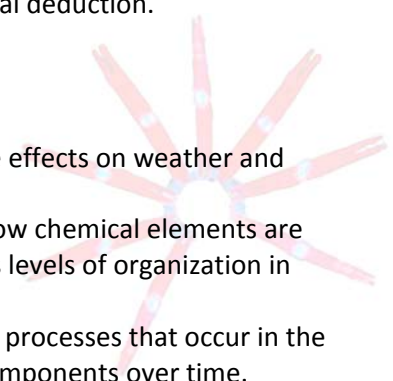 al deduction.
effects on weather and
ow chemical elements are
levels of organization in
processes that occur in the
omponents over time.